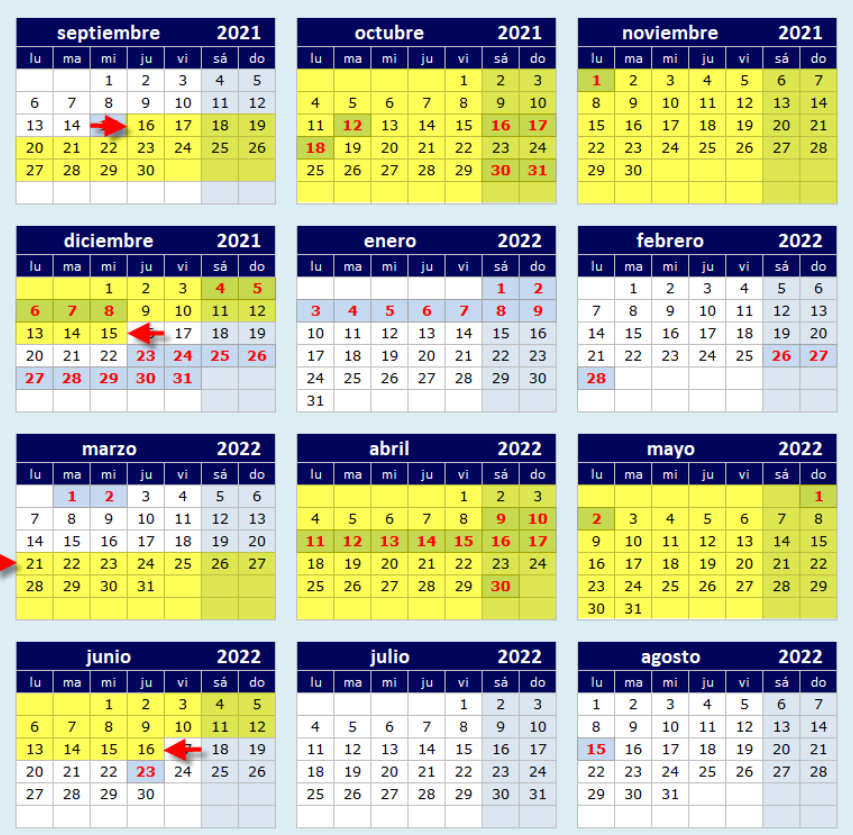 septiembre 2021
lu ma mi ju vi sá do
1 2 3 4 5
6 7 8 9 10 11 12
13 14 16 17 18 19
20 21 22 23 24 25 26
27 28 29 30
octubre 2021
lu ma mi ju vi sá do
1 2 3
4 5 6 7 8 9 10
11 12 13 14 15 16 17
18 19 20 21 22 23 24
25 26 27 28 29 30 31
noviembre 2021
lu ma mi ju vi sá do
1 2 3 4 5 6 7
8 9 10 11 12 13 14
15 16 17 18 19 20 21
22 23 24 25 26 27 28
29 30
diciembre 2021
lu ma mi ju vi sá do
1 2 3 4 5
6 7 8 9 10 11 12
13 14 15 17 18 19
20 21 22 23 24 25 26
27 28 29 30 31
enero 2022
lu ma mi ju vi sá do
1 2
3 4 5 6 7 8 9
10 11 12 13 14 15 16
17 18 19 20 21 22 23
24 25 26 27 28 29 30
31
febrero 2022
lu ma mi ju vi sá do
1 2 3 4 5 6
7 8 9 10 11 12 13
14 15 16 17 18 19 20
21 22 23 24 25 26 27
28
marzo 2022
lu ma mi ju vi sá do
1 2 3 4 5 6
7 8 9 10 11 12 13
14 15 16 17 18 19 20
21 22 23 24 25 26 27
28 29 30 31
abril 2022
lu ma mi ju vi sá do
1 2 3
4 5 6 7 8 9 10
11 12 13 14 15 16 17
18 19 20 21 22 23 24
25 26 27 28 29 30
mayo 2022
lu ma mi ju vi sá do
1
2 3 4 5 6 7 8
9 10 11 12 13 14 15
16 17 18 19 20 21 22
23 24 25 26 27 28 29
30 31
junio 2022
lu ma mi ju vi sá do
1 2 3 4 5
6 7 8 9 10 11 12
13 14 15 16 18 19
20 21 22 23 24 25 26
27 28 29 30
julio 2022
lu ma mi ju vi sá do
1 2 3
4 5 6 7 8 9 10
11 12 13 14 15 16 17
18 19 20 21 22 23 24
25 26 27 28 29 30 31
agosto 2022
lu ma mi ju vi sá do
1 2 3 4 5 6 7
8 9 10 11 12 13 14
15 16 17 18 19 20 21
22 23 24 25 26 27 28
29 30 31